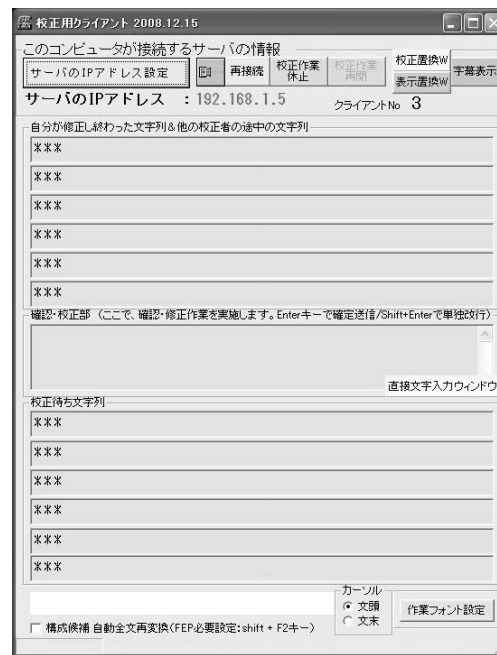 校正用クライアント 2008.12.15
このコンピュータが接続するサーバの情報
サーバのIPアドレス設定 再接続 校正作業休止 校正作業再開 校正置換W 表示置換W 字幕表示
サーバのIPアドレス : 192.168.1.5 クライアントNo 3
自分が修正し終わった文字列&他の校正者の途中の文字列
***
***
***
***
***
***
確認・校正部 (ここで、確認・修正作業を実施します。Enterキーで確定送信/Shift+Enterで単独改行)
直接文字入力ウィンドウ
校正待ち文字列
***
***
***
***
***
***
カーソル
文頭
文末
作業フォント設定
構成候補 自動全文再変換(FEP必要設定:shift + F2キー)